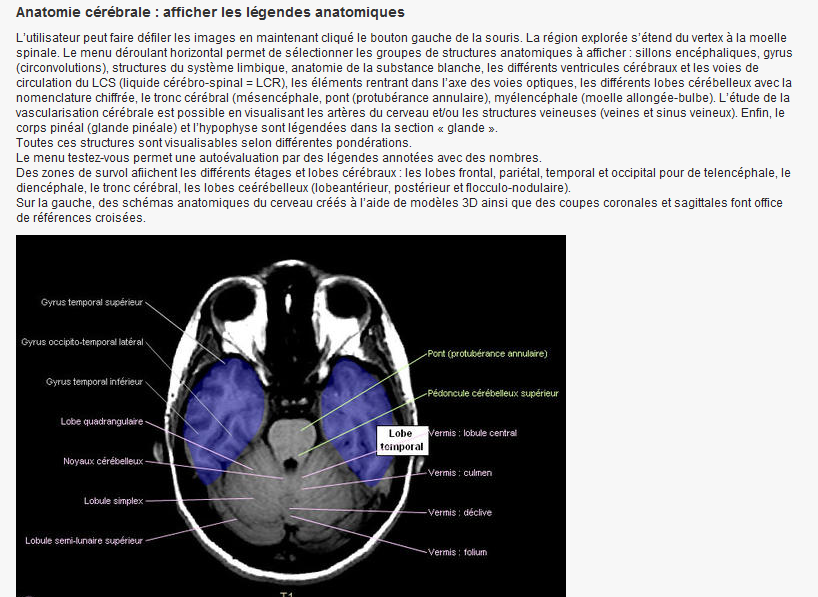 Anatomie cérébrale : afficher les légendes anatomiques
L'utilisateur peut faire défiler les images en maintenant cliqué le bouton gauche de la souris. La région explorée s'étend du vertex à la moelle
spinale. Le menu déroulant horizontal permet de sélectionner les groupes de structures anatomiques à afficher : sillons encéphaliques, gyrus
(circonvolutions), structures du système limbique, anatomie de la substance blanche, les différents ventricules cérébraux et les voies de
circulation du LCS (liquide cérébro-spinal = LCR), les éléments rentrant dans l'axe des voies optiques, les différents lobes cérébelleux avec la
nomenclature chiffrée, le tronc cérébral (mésencéphale, pont (protubérance annulaire), myélencéphale (moelle allongée-bulbe). L'étude de la
vascularisation cérébrale est possible en visualisant les artères du cerveau et/ou les structures veineuses (veines et sinus veineux). Enfin, le
corps pinéal (glande pinéale) et l'hypophyse sont légendées dans la section « glande ».
Toutes ces structures sont visualisables selon différentes pondérations.
Le menu testez-vous permet une autoévaluation par des légendes annotées avec des nombres.
Des zones de survol afiichent les différents étages et lobes cérébraux : les lobes frontal, pariétal, temporal et occipital pour de telencéphale, le
diencéphale, le tronc cérébral, les lobes ceérébelleux (lobeantérieur, postérieur et flocculo-nodulaire).
Sur la gauche, des schémas anatomiques du cerveau créés à l'aide de modèles 3D ainsi que des coupes coronales et sagittales font office
de références croisées.
Gyrus temporal supérieur
Gyrus occipito-temporal latéral
Gyrus temporal inférieur
Lobe quadrangulaire
Noyaux cérébelleux
Lobule simplex
Lobule semi-lunaire supérieur
Pont (protubérance annulaire)
Pédoncule cérébelleux supérieur
Lobe
temporal
Vermis : lobule central
Vermis : culmen
Vermis : déclive
Vermis : folium
T1